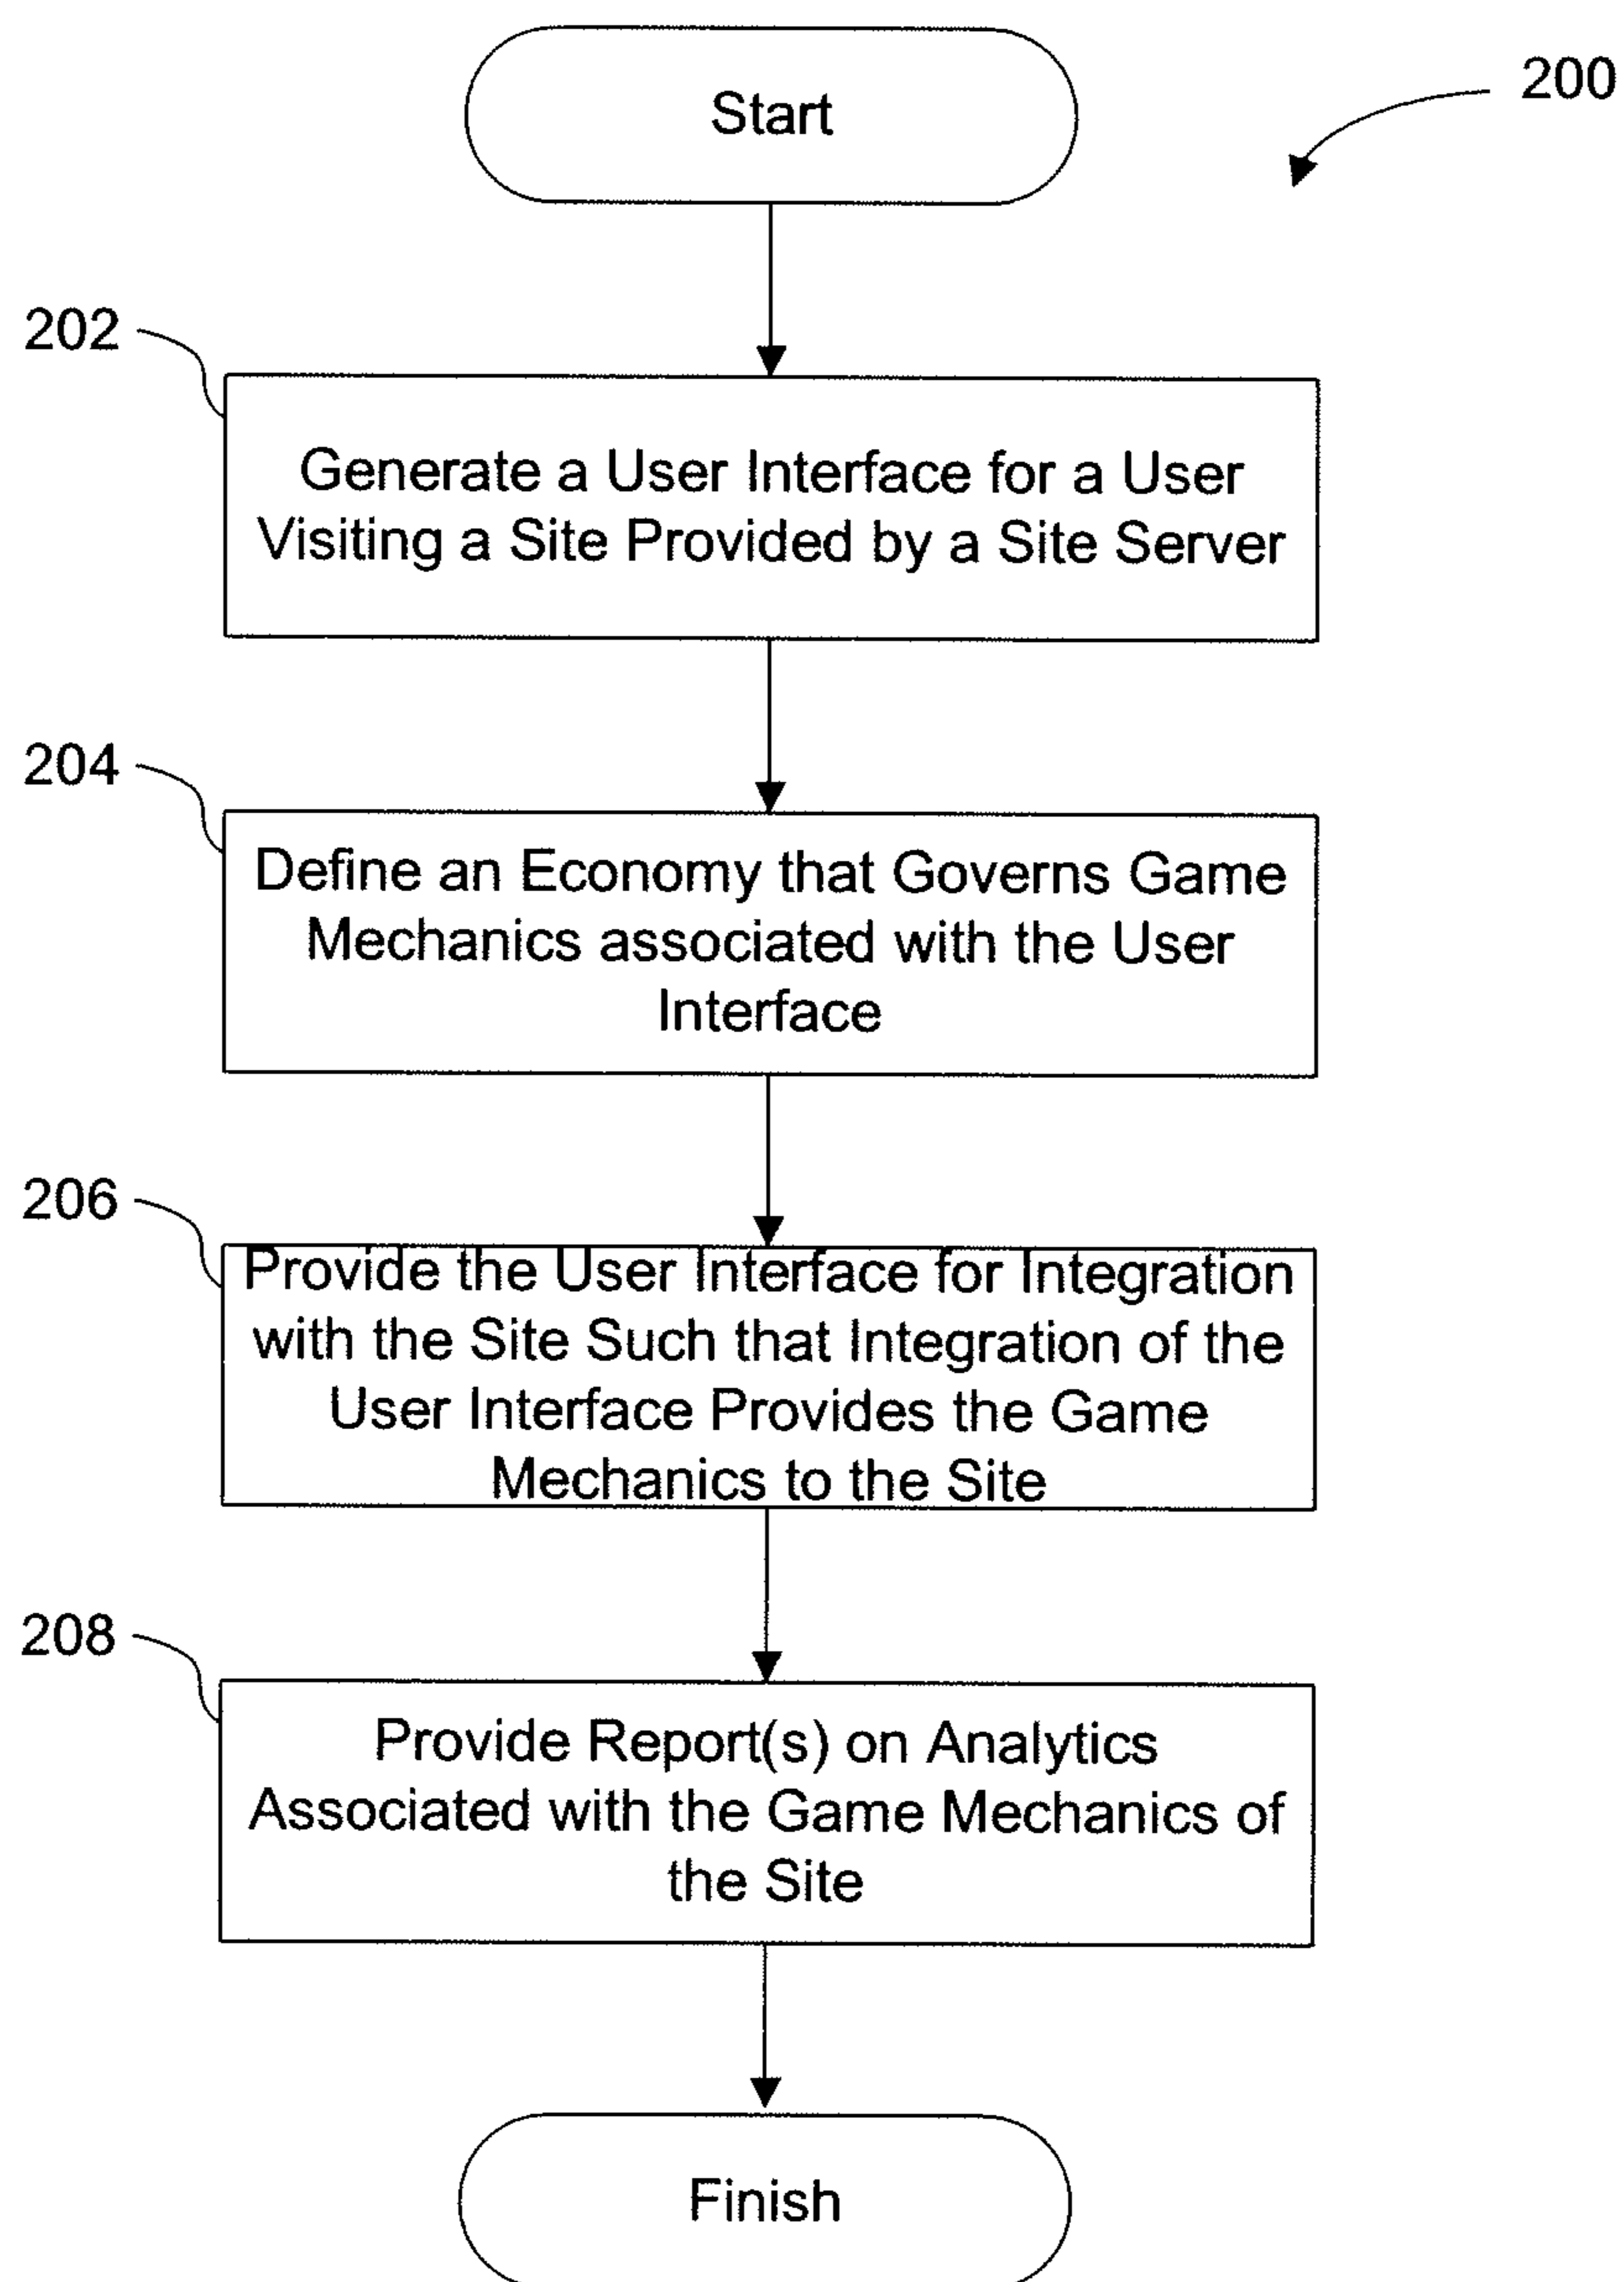 Start
200
202
Generate a User Interface for a User
Visiting a Site Provided by a Site Server
204
Define an Economy that Governs Game
Mechanics associated with the User
Interface
206
Provide the User Interface for Integration
with the Site Such that Integration of the
User Interface Provides the Game
Mechanics to the Site
208
Provide Report(s) on Analytics
Associated with the Game Mechanics of
the Site
Finish